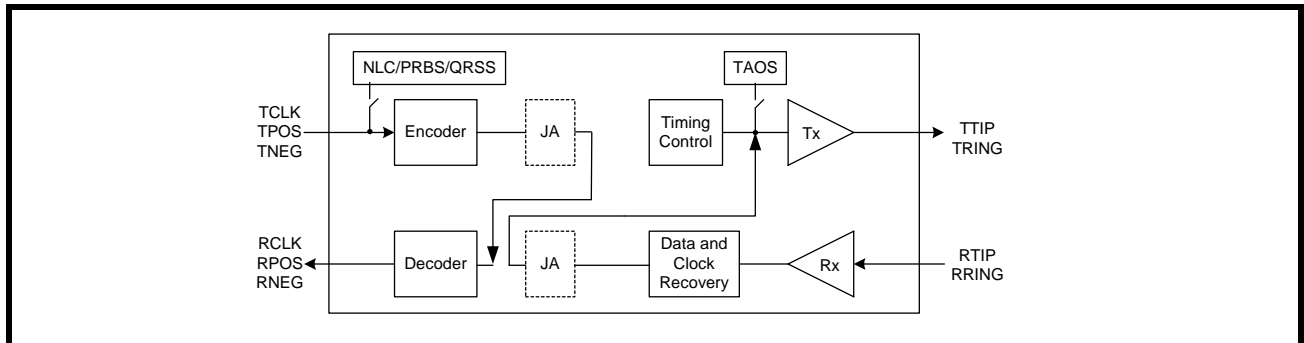 NLC/PRBS/QRSS
TAOS
TCLK
TPOS
TNEG
Encoder
JA
Timing
Control
Tx
TTIP
TRING
RCLK
RPOS
RNEG
Decoder
JA
Data and
Clock
Recovery
Rx
RTIP
RRING